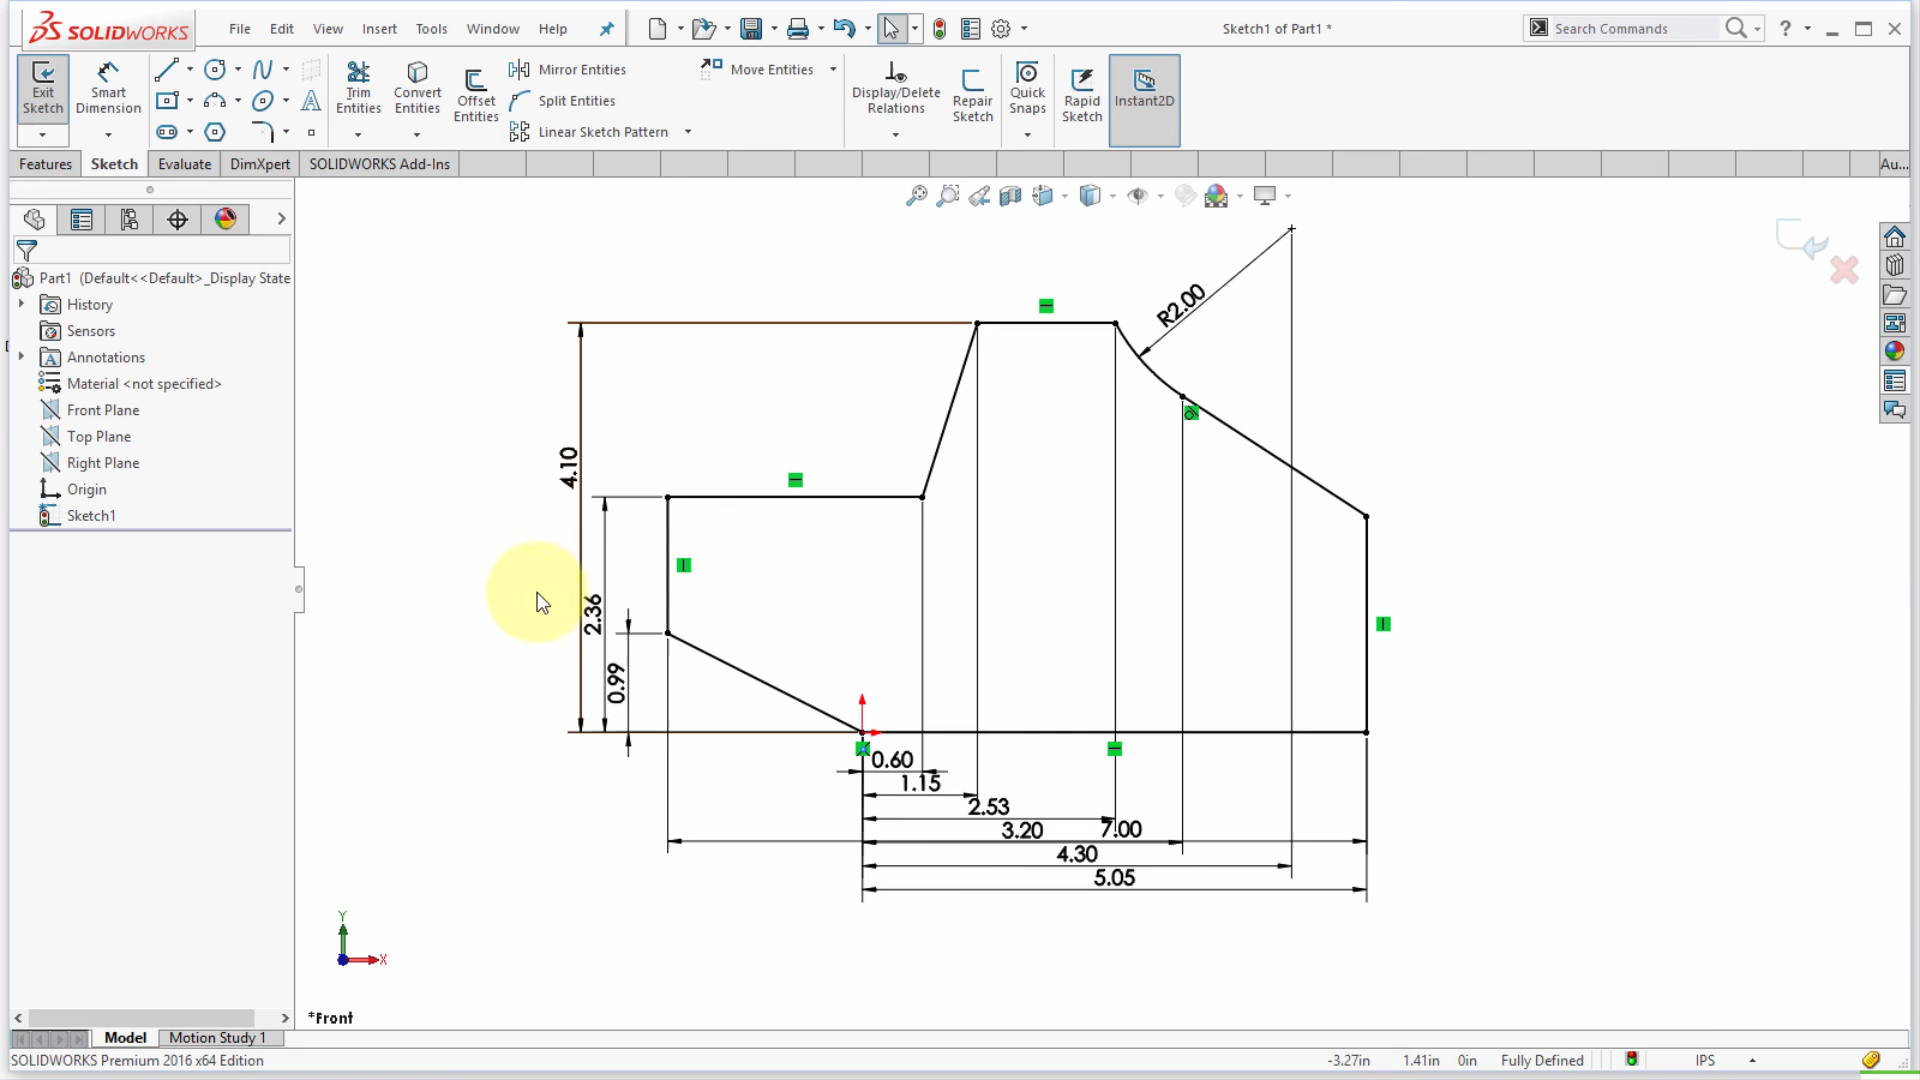 SOLIDWORKS File Edit View Insert Tools Window Help Sketch1 of Part1 * Search Commands ?
Exit Sketch
Smart Dimension
Trim Entities
Convert Entities
Offset Entities
Mirror Entities
Split Entities
Linear Sketch Pattern
Move Entities
Display/Delete Relations
Repair Sketch
Quick Snaps
Rapid Sketch
Instant2D
Features Sketch Evaluate DimXpert SOLIDWORKS Add-Ins Au...
Part1 (Default<<Default>_Display State
History
Sensors
Annotations
Material <not specified>
Front Plane
Top Plane
Right Plane
Origin
Sketch1
R2.00
4.10
2.36
0.99
0.60
1.15
2.53
3.20 7.00
4.30
5.05
Y
X
*Front
Model Motion Study 1
SOLIDWORKS Premium 2016 x64 Edition -3.27in 1.41in 0in Fully Defined IPS